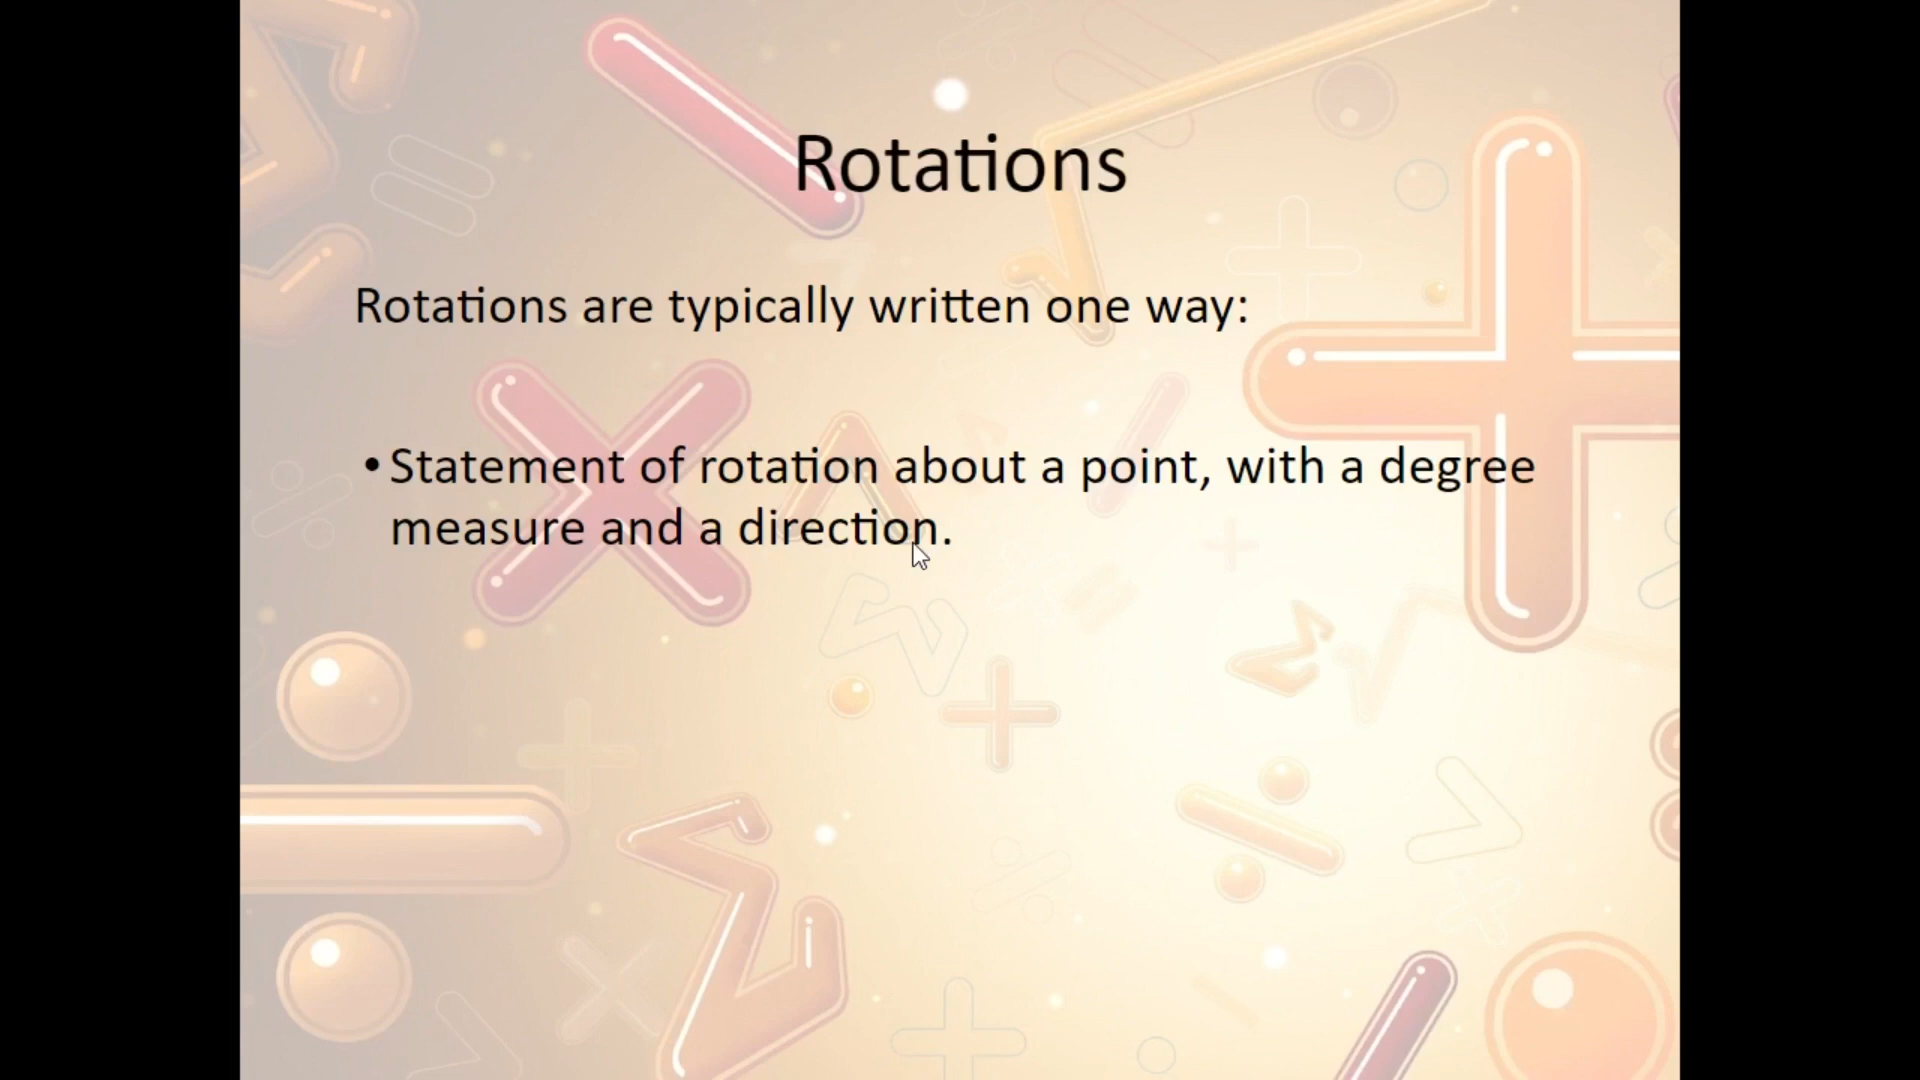 Rotations
Rotations are typically written one way:
• Statement of rotation about a point, with a degree
measure and a direction.